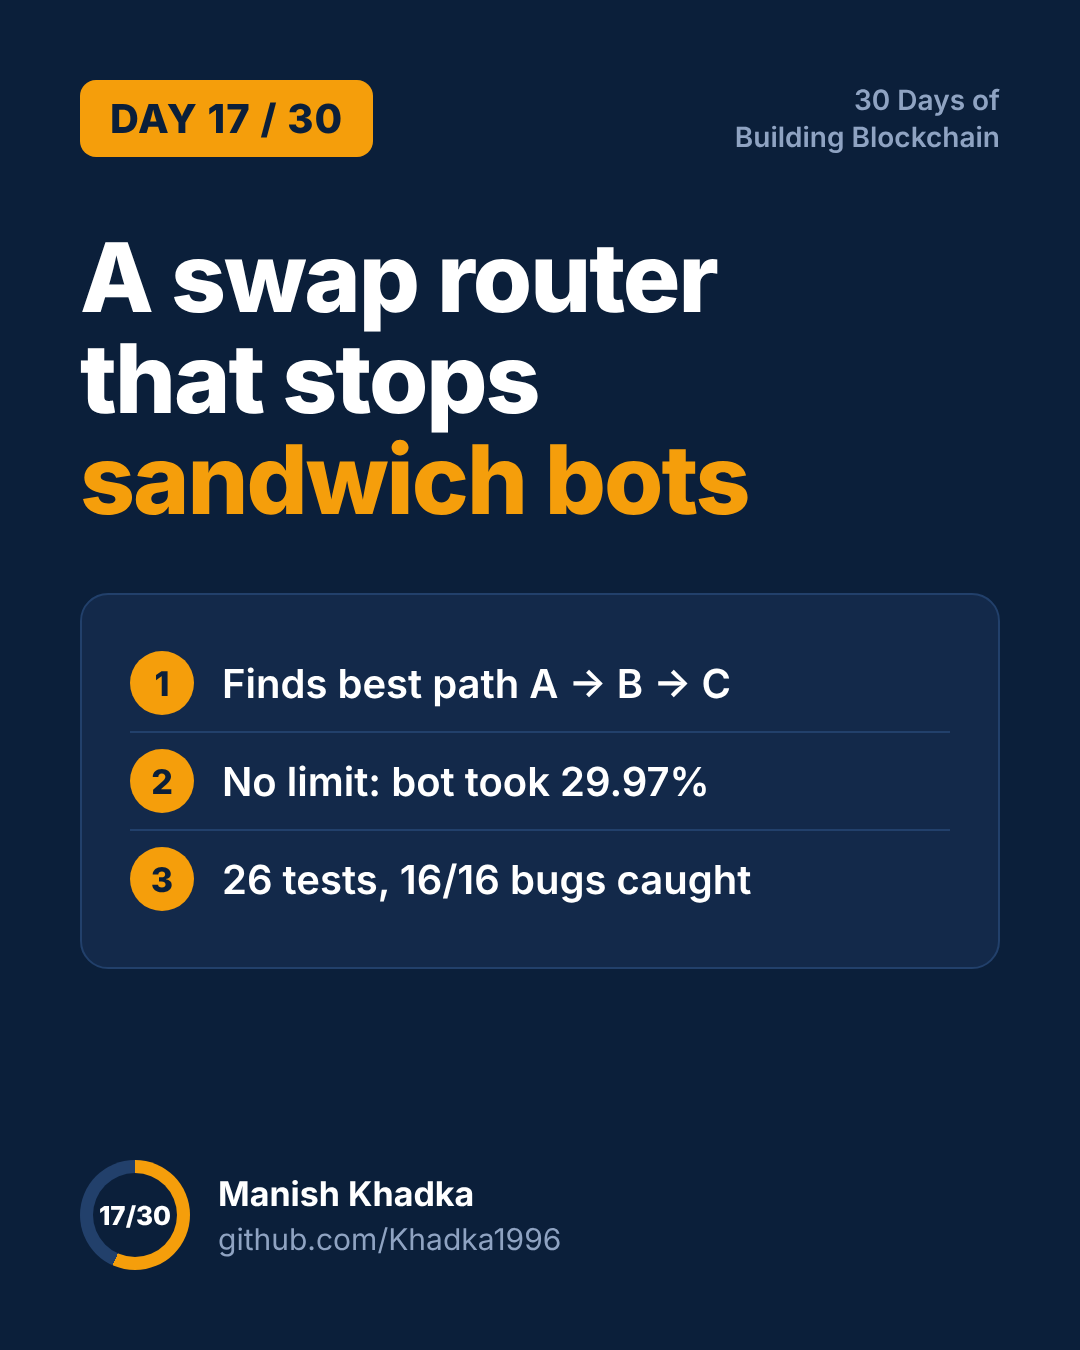 DAY 17 / 30
30 Days of
Building Blockchain
A swap router
that stops
sandwich bots
1 Finds best path A → B → C
2 No limit: bot took 29.97%
3 26 tests, 16/16 bugs caught
17/30
Manish Khadka
github.com/Khadka1996